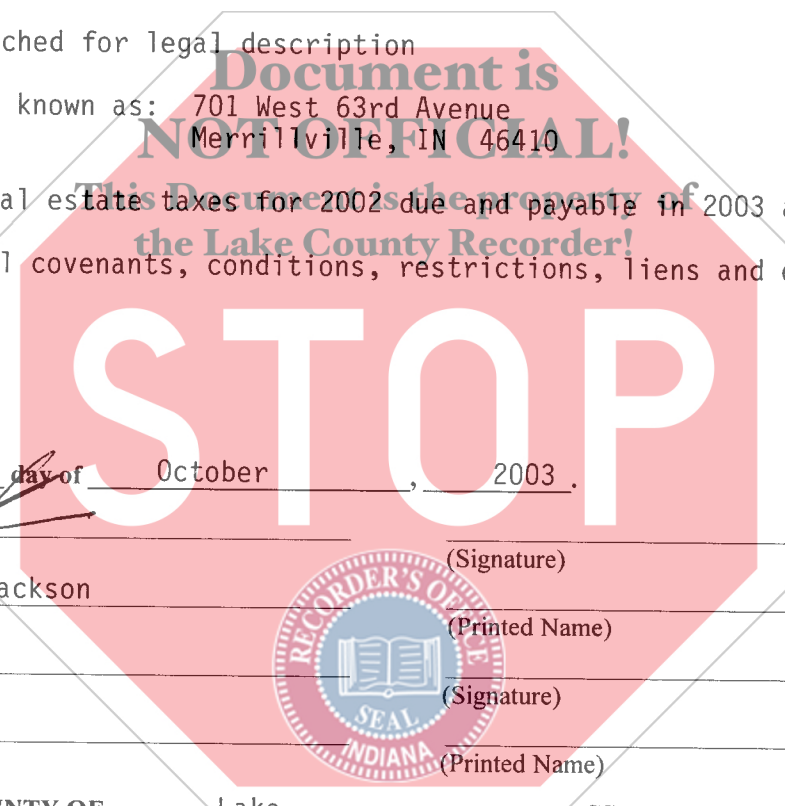 ched for legal description
Document is
known as: 701 West 63rd Avenue
NOT OFFICIAL!
Merrillville, IN 46410
al estate taxes for 2002 due and payable in 2003 a
This Document is the property of
the Lake County Recorder!
l covenants, conditions, restrictions, liens and e
STOP
day of October , 2003 .
(Signature)
ackson
(Printed Name)
(Signature)
(Printed Name)
RECORDER'S OFFICE
SEAL
INDIANA
UNTY OF Lake